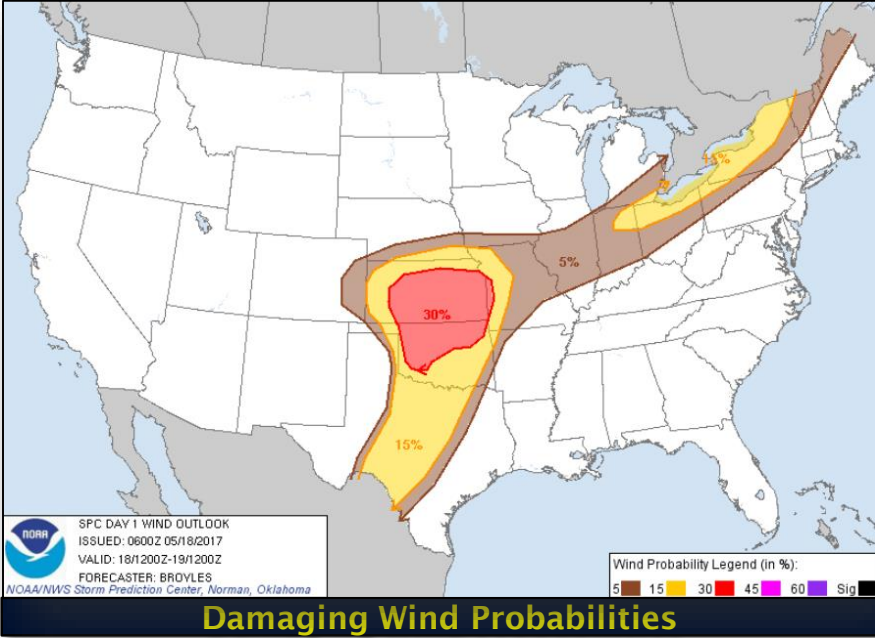 15%
5%
30%
15%
NOAA
SPC DAY 1 WIND OUTLOOK
ISSUED: 0600Z 05/18/2017
VALID: 18/1200Z-19/1200Z
FORECASTER: BROYLES
NOAA/NWS Storm Prediction Center, Norman, Oklahoma
Wind Probability Legend (in %):
5 15 30 45 60 Sig
Damaging Wind Probabilities